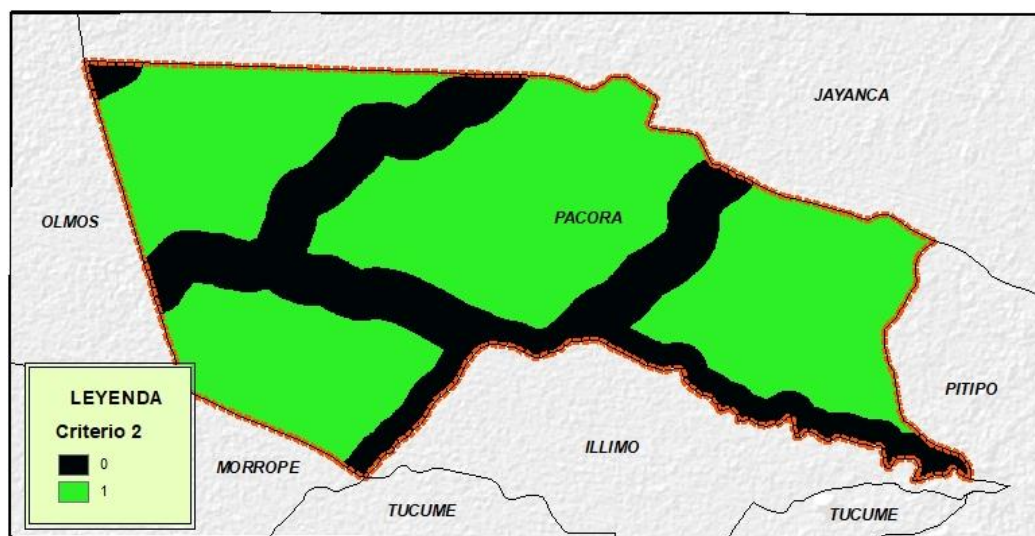 JAYANCA
OLMOS
PACORA
PITIPO
LEYENDA
Criterio 2
0
1
MORROPE
ILLIMO
TUCUME
TUCUME